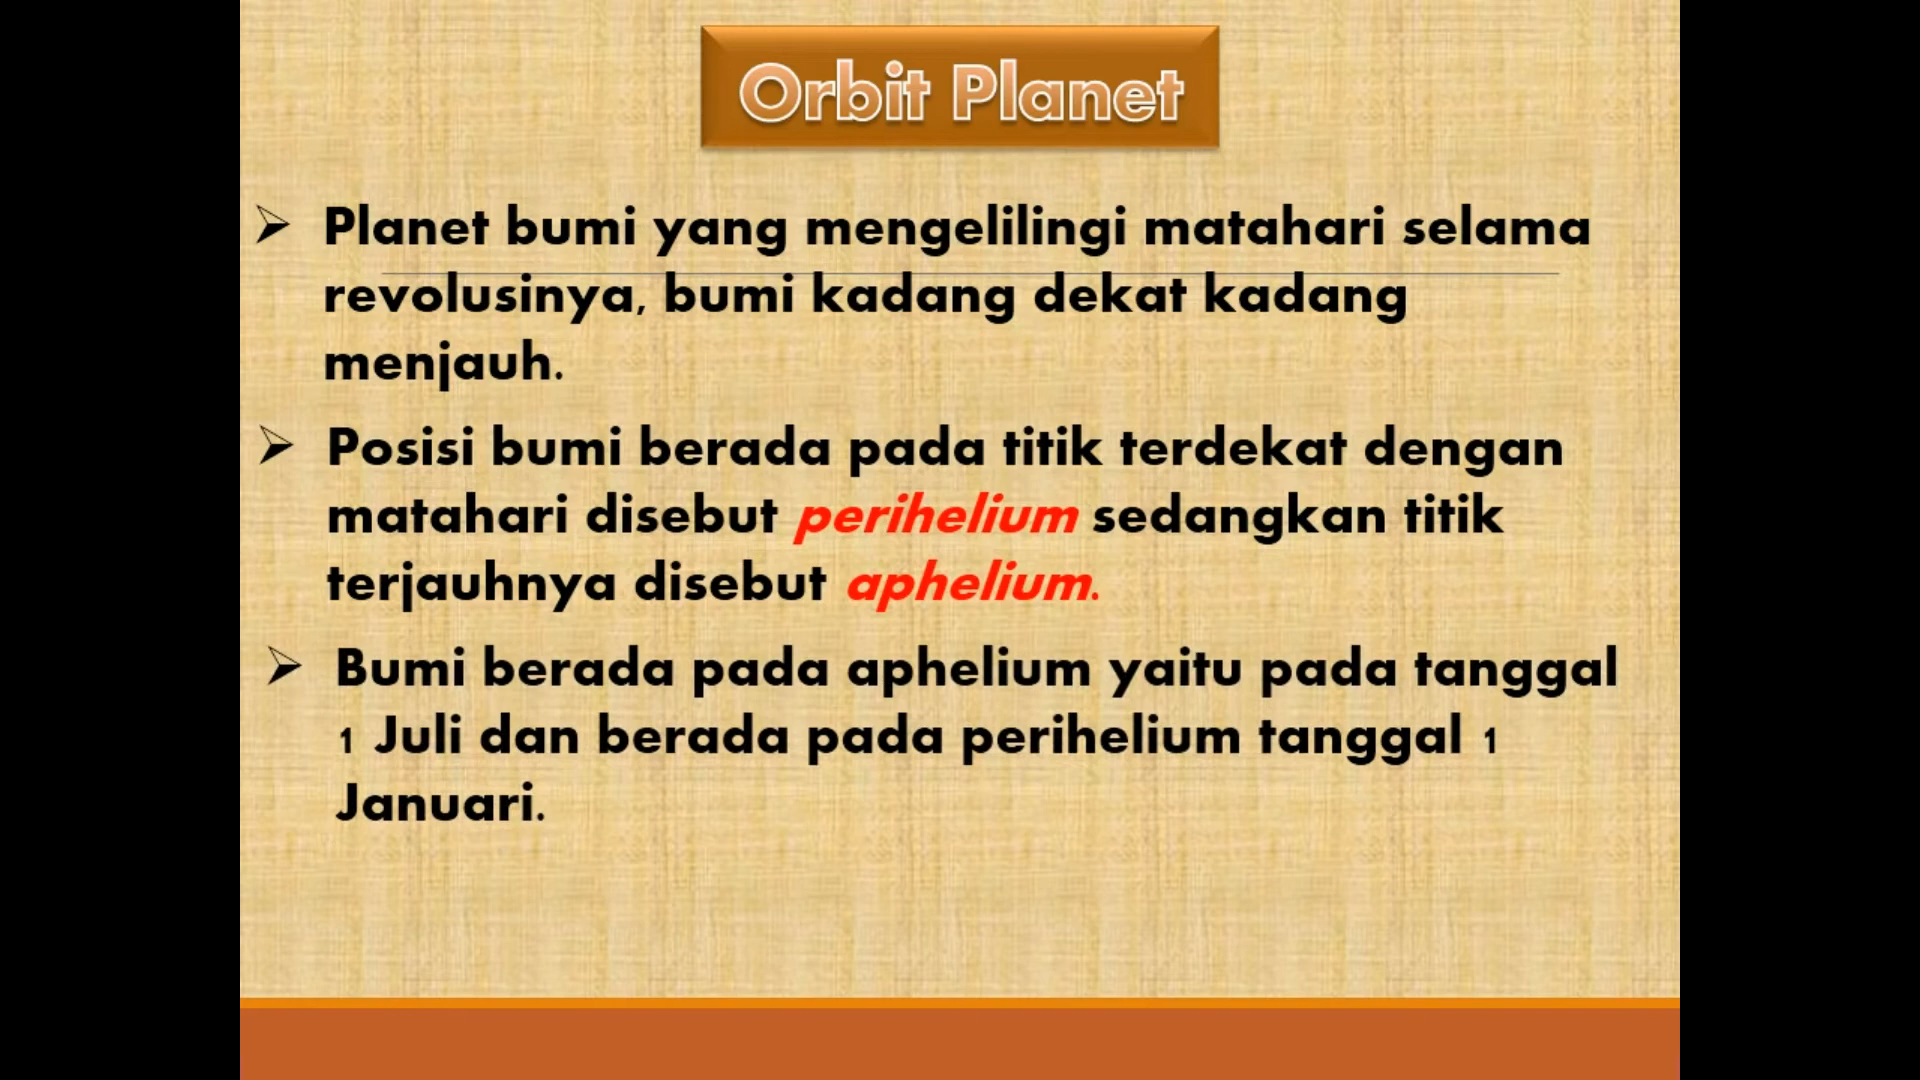 Orbit Planet
Planet bumi yang mengelilingi matahari selama
revolusinya, bumi kadang dekat kadang
menjauh.
Posisi bumi berada pada titik terdekat dengan
matahari disebut perihelium sedangkan titik
terjauhnya disebut aphelium.
Bumi berada pada aphelium yaitu pada tanggal
1 Juli dan berada pada perihelium tanggal 1
Januari.